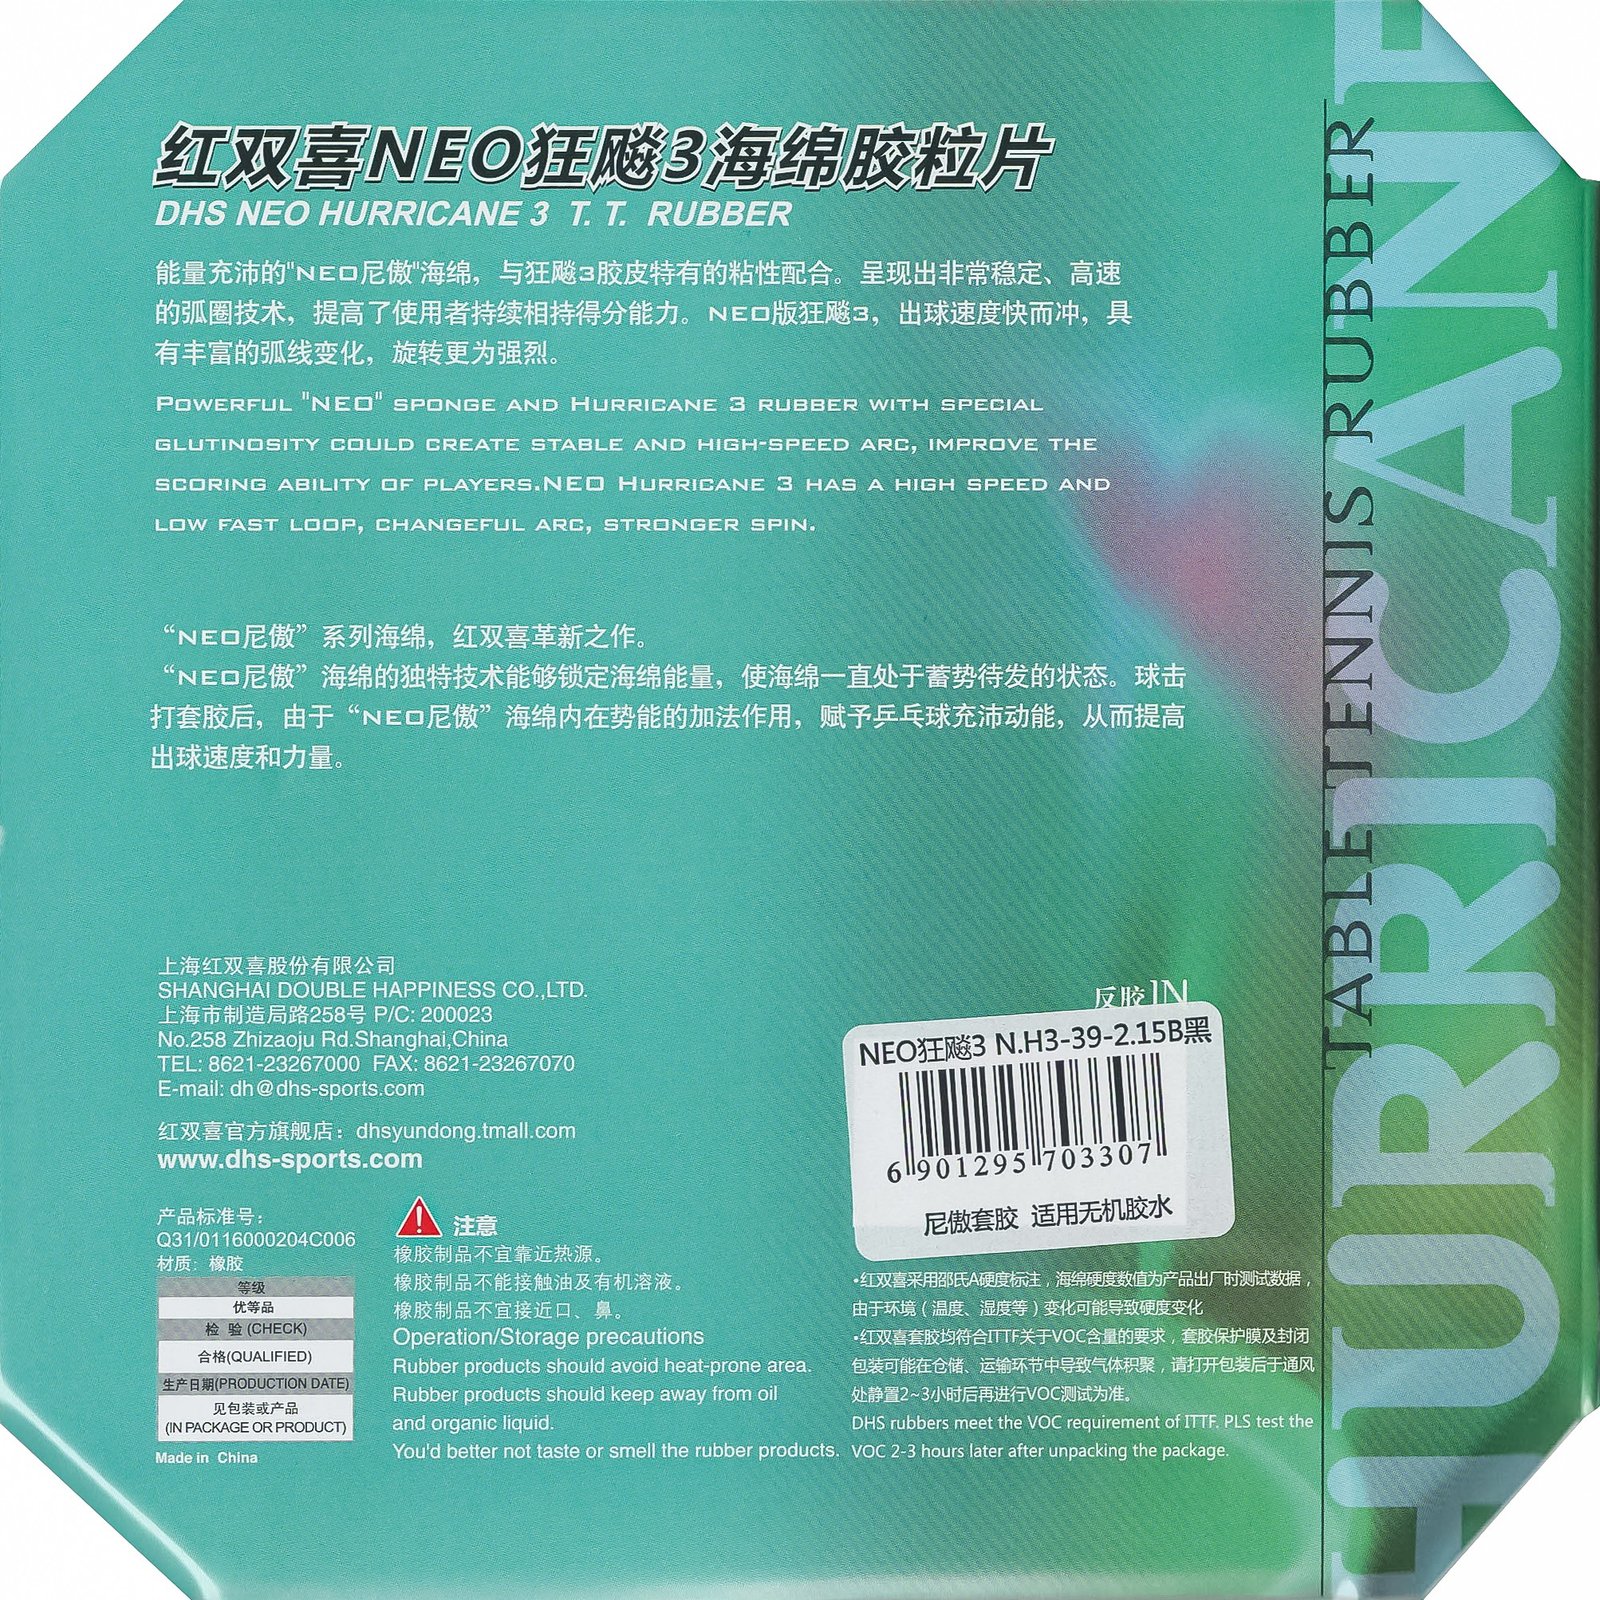 红双喜NEO狂飚3海绵胶粒片
DHS NEO HURRICANE 3 T. T. RUBBER
能量充沛的"NEO尼傲"海绵，与狂飚3胶皮特有的粘性配合。呈现出非常稳定、高速
的弧圈技术，提高了使用者持续相持得分能力。NEO版狂飚3，出球速度快而冲，具
有丰富的弧线变化，旋转更为强烈。
POWERFUL "NEO" SPONGE AND HURRICANE 3 RUBBER WITH SPECIAL
GLUTINOSITY COULD CREATE STABLE AND HIGH-SPEED ARC, IMPROVE THE
SCORING ABILITY OF PLAYERS.NEO HURRICANE 3 HAS A HIGH SPEED AND
LOW FAST LOOP, CHANGEFUL ARC, STRONGER SPIN.
“NEO尼傲”系列海绵，红双喜革新之作。
“NEO尼傲”海绵的独特技术能够锁定海绵能量，使海绵一直处于蓄势待发的状态。球击
打套胶后，由于“NEO尼傲”海绵内在势能的加法作用，赋予乒乓球充沛动能，从而提高
出球速度和力量。
上海红双喜股份有限公司
SHANGHAI DOUBLE HAPPINESS CO.,LTD.
上海市制造局路258号 P/C: 200023
No.258 Zhizaoju Rd.Shanghai,China
TEL: 8621-23267000 FAX: 8621-23267070
E-mail: dh@dhs-sports.com
红双喜官方旗舰店：dhsyundong.tmall.com
www.dhs-sports.com
产品标准号：
Q31/0116000204C006
材质：橡胶
等级
优等品
检 验 (CHECK)
合格(QUALIFIED)
生产日期(PRODUCTION DATE)
见包装或产品
(IN PACKAGE OR PRODUCT)
Made in China
注意
橡胶制品不宜靠近热源。
橡胶制品不能接触油及有机溶液。
橡胶制品不宜接近口、鼻。
Operation/Storage precautions
Rubber products should avoid heat-prone area.
Rubber products should keep away from oil
and organic liquid.
You'd better not taste or smell the rubber products.
反胶IN
NEO狂飚3 N.H3-39-2.15B黑
6 901295 703307
尼傲套胶 适用无机胶水
•红双喜采用邵氏A硬度标注，海绵硬度数值为产品出厂时测试数据，
由于环境（温度、湿度等）变化可能导致硬度变化
•红双喜套胶均符合ITTF关于VOC含量的要求，套胶保护膜及封闭
包装可能在仓储、运输环节中导致气体积聚，请打开包装后于通风
处静置2~3小时后再进行VOC测试为准。
DHS rubbers meet the VOC requirement of ITTF. PLS test the
VOC 2-3 hours later after unpacking the package.
TABLE TENNIS RUBBER
HURRICANE